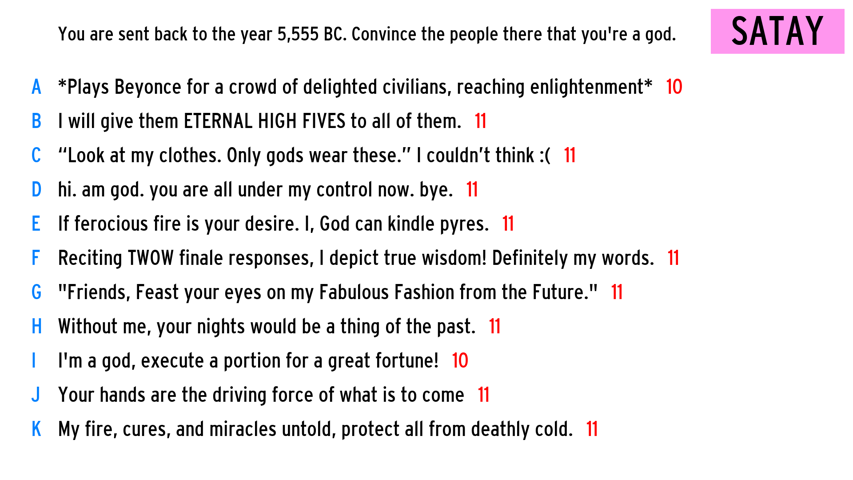 You are sent back to the year 5,555 BC. Convince the people there that you're a god.
SATAY
A *Plays Beyonce for a crowd of delighted civilians, reaching enlightenment* 10
B I will give them ETERNAL HIGH FIVES to all of them. 11
C “Look at my clothes. Only gods wear these.” I couldn’t think :( 11
D hi. am god. you are all under my control now. bye. 11
E If ferocious fire is your desire. I, God can kindle pyres. 11
F Reciting TWOW finale responses, I depict true wisdom! Definitely my words. 11
G "Friends, Feast your eyes on my Fabulous Fashion from the Future." 11
H Without me, your nights would be a thing of the past. 11
I I'm a god, execute a portion for a great fortune! 10
J Your hands are the driving force of what is to come 11
K My fire, cures, and miracles untold, protect all from deathly cold. 11